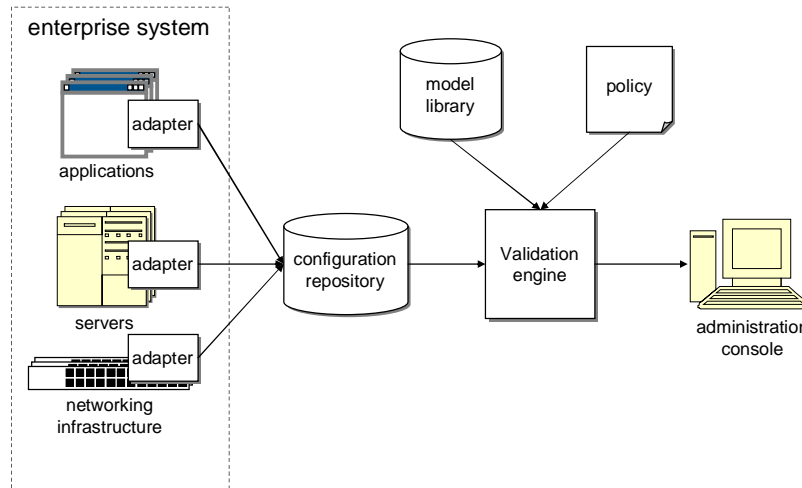 enterprise system
adapter
applications
adapter
servers
adapter
networking
infrastructure
configuration
repository
model
library
policy
Validation
engine
administration
console